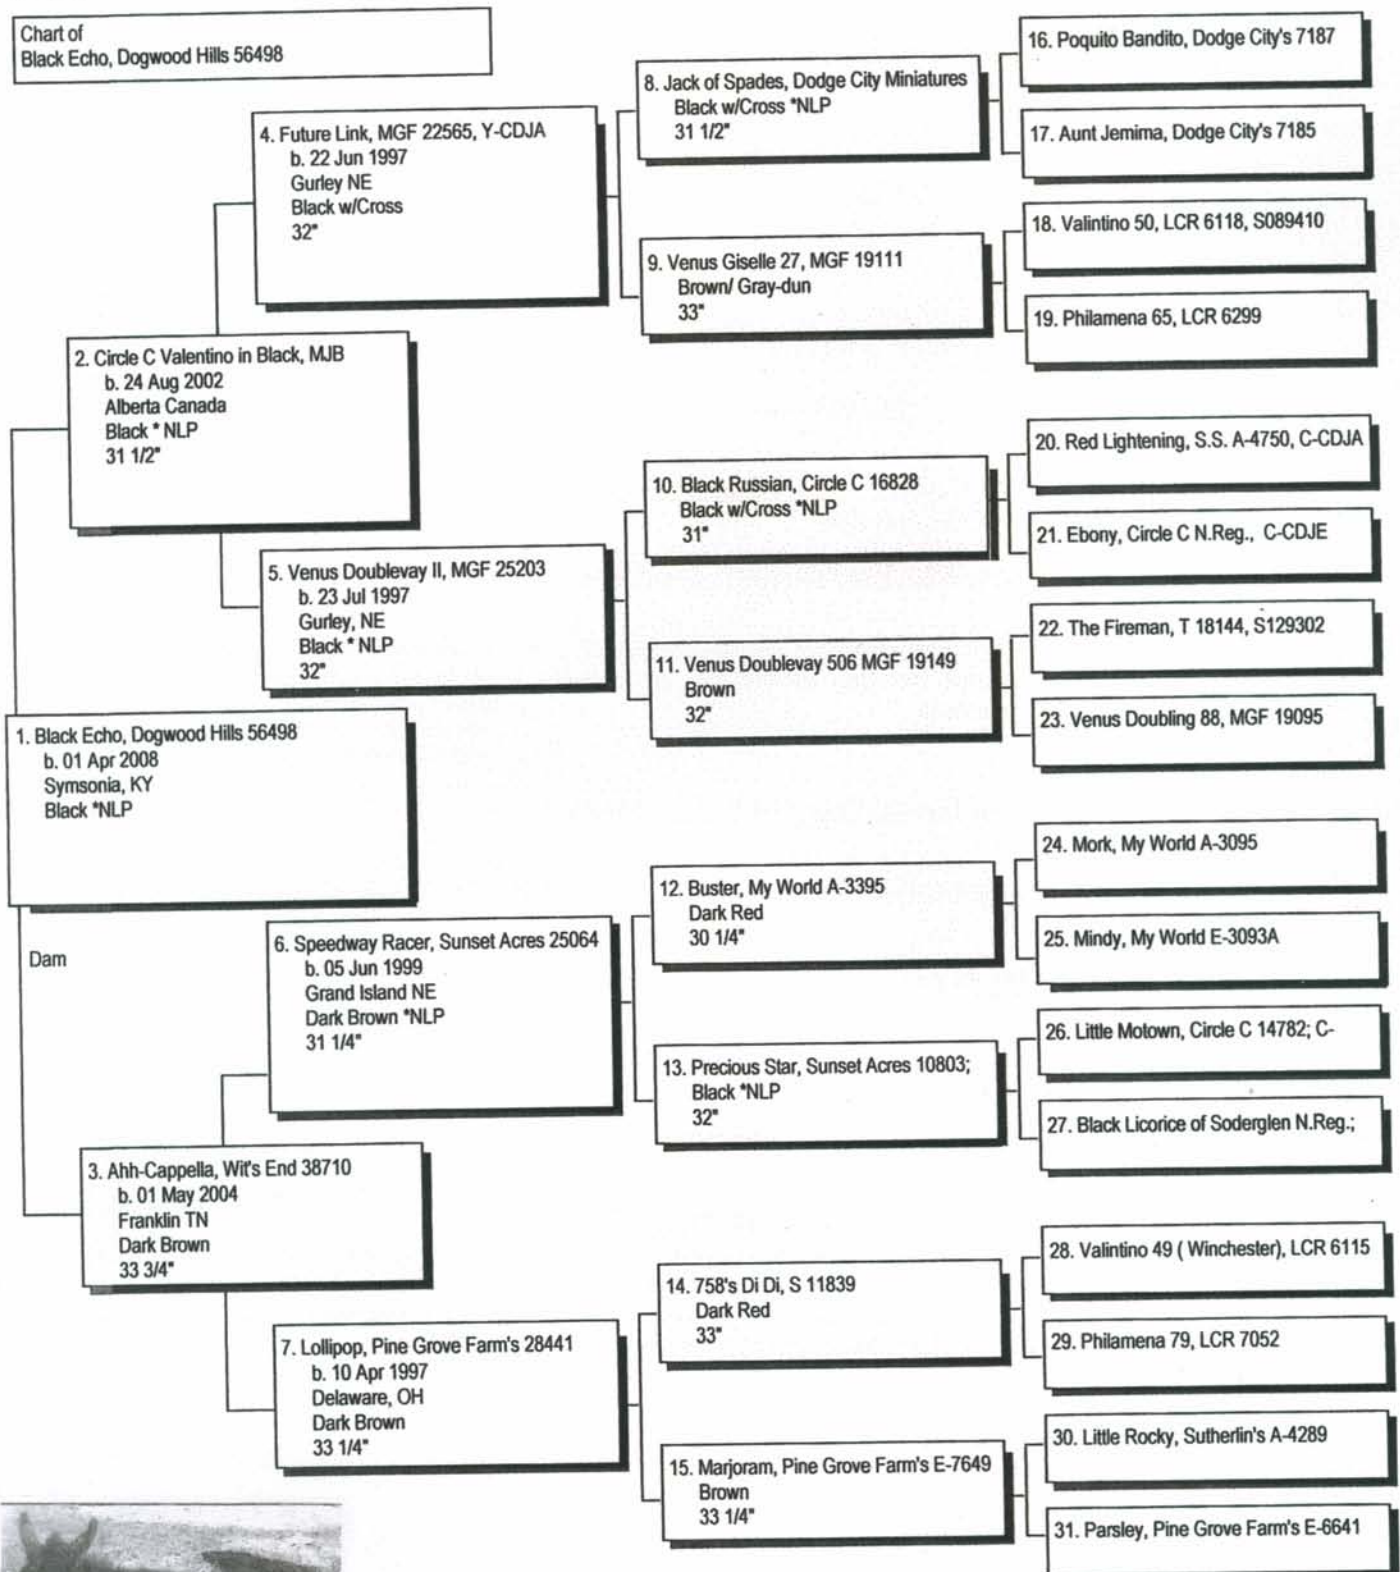 Chart of
Black Echo, Dogwood Hills 56498
1. Black Echo, Dogwood Hills 56498
b. 01 Apr 2008
Symsonia, KY
Black *NLP
Dam
2. Circle C Valentino in Black, MJB
b. 24 Aug 2002
Alberta Canada
Black * NLP
31 1/2"
3. Ahh-Cappella, Wit's End 38710
b. 01 May 2004
Franklin TN
Dark Brown
33 3/4"
4. Future Link, MGF 22565, Y-CDJA
b. 22 Jun 1997
Gurley NE
Black w/Cross
32"
5. Venus Doublevay II, MGF 25203
b. 23 Jul 1997
Gurley, NE
Black * NLP
32"
6. Speedway Racer, Sunset Acres 25064
b. 05 Jun 1999
Grand Island NE
Dark Brown *NLP
31 1/4"
7. Lollipop, Pine Grove Farm's 28441
b. 10 Apr 1997
Delaware, OH
Dark Brown
33 1/4"
8. Jack of Spades, Dodge City Miniatures
Black w/Cross *NLP
31 1/2"
9. Venus Giselle 27, MGF 19111
Brown/ Gray-dun
33"
10. Black Russian, Circle C 16828
Black w/Cross *NLP
31"
11. Venus Doublevay 506 MGF 19149
Brown
32"
12. Buster, My World A-3395
Dark Red
30 1/4"
13. Precious Star, Sunset Acres 10803;
Black *NLP
32"
14. 758's Di Di, S 11839
Dark Red
33"
15. Marjoram, Pine Grove Farm's E-7649
Brown
33 1/4"
16. Poquito Bandito, Dodge City's 7187
17. Aunt Jemima, Dodge City's 7185
18. Valintino 50, LCR 6118, S089410
19. Philamena 65, LCR 6299
20. Red Lightening, S.S. A-4750, C-CDJA
21. Ebony, Circle C N.Reg., C-CDJE
22. The Fireman, T 18144, S129302
23. Venus Doubling 88, MGF 19095
24. Mork, My World A-3095
25. Mindy, My World E-3093A
26. Little Motown, Circle C 14782; C-
27. Black Licorice of Soderglen N.Reg.;
28. Valintino 49 ( Winchester), LCR 6115
29. Philamena 79, LCR 7052
30. Little Rocky, Sutherlin's A-4289
31. Parsley, Pine Grove Farm's E-6641